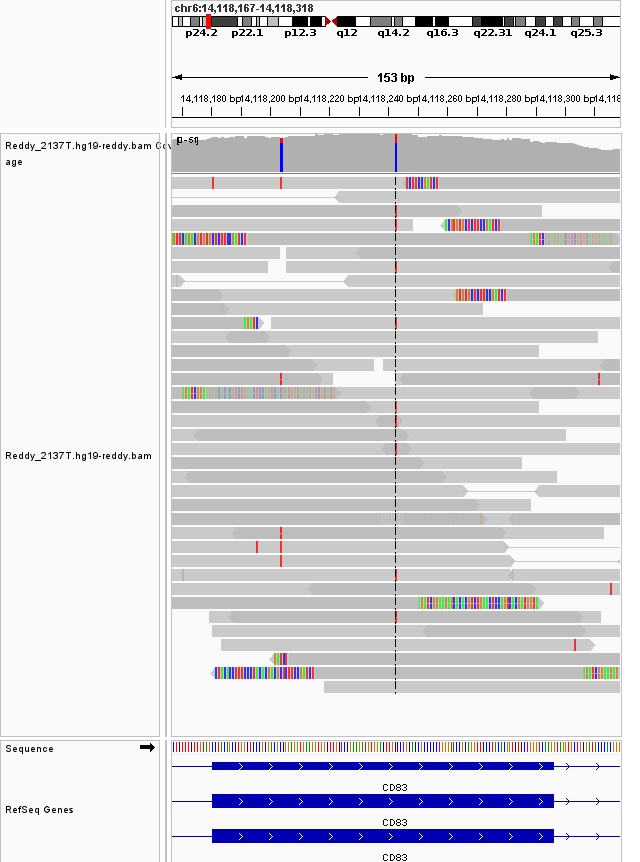 chr6:14,118,167-14,118,318
p24.2 p22.1 p12.3 q12 q14.2 q16.3 q22.31 q24.1 q25.3
153 bp
14,118,180 bp 14,118,200 bp 14,118,220 bp 14,118,240 bp 14,118,260 bp 14,118,280 bp 14,118,300 bp 14,118
Reddy_2137T.hg19-reddy.bam Cov
age
[0-51]
Reddy_2137T.hg19-reddy.bam
Sequence
CD83
RefSeq Genes
CD83
CD83